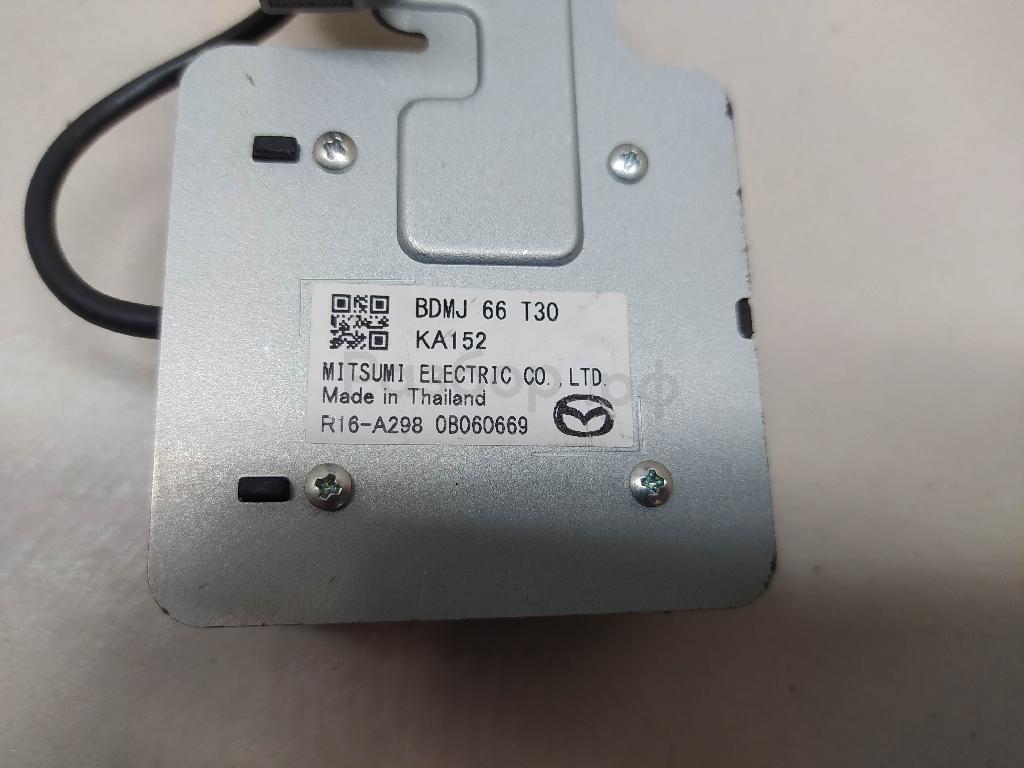 BDMJ 66 T30
KA152
MITSUMI ELECTRIC CO., LTD.
Made in Thailand
R16-A298 0B060669